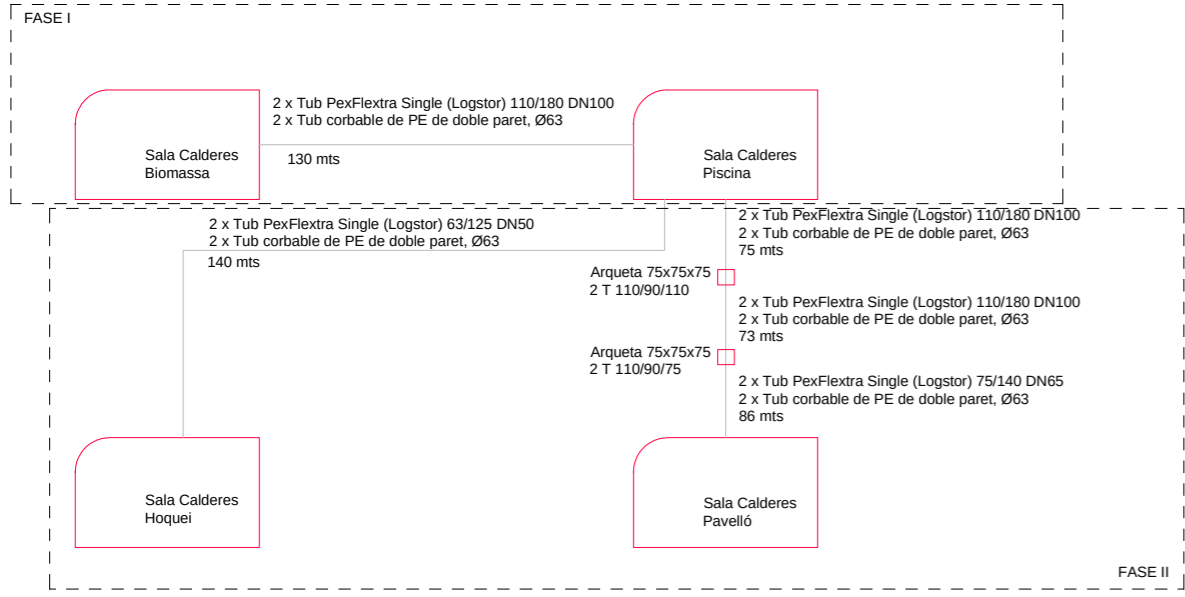 FASE I
2 x Tub PexFlextra Single (Logstor) 110/180 DN100
2 x Tub corbable de PE de doble paret, Ø63
130 mts
Sala Calderes
Biomassa
Sala Calderes
Piscina
2 x Tub PexFlextra Single (Logstor) 63/125 DN50
2 x Tub corbable de PE de doble paret, Ø63
140 mts
2 x Tub PexFlextra Single (Logstor) 110/180 DN100
2 x Tub corbable de PE de doble paret, Ø63
75 mts
Arqueta 75x75x75
2 T 110/90/110
2 x Tub PexFlextra Single (Logstor) 110/180 DN100
2 x Tub corbable de PE de doble paret, Ø63
73 mts
Arqueta 75x75x75
2 T 110/90/75
2 x Tub PexFlextra Single (Logstor) 75/140 DN65
2 x Tub corbable de PE de doble paret, Ø63
86 mts
Sala Calderes
Hoquei
Sala Calderes
Pavelló
FASE II